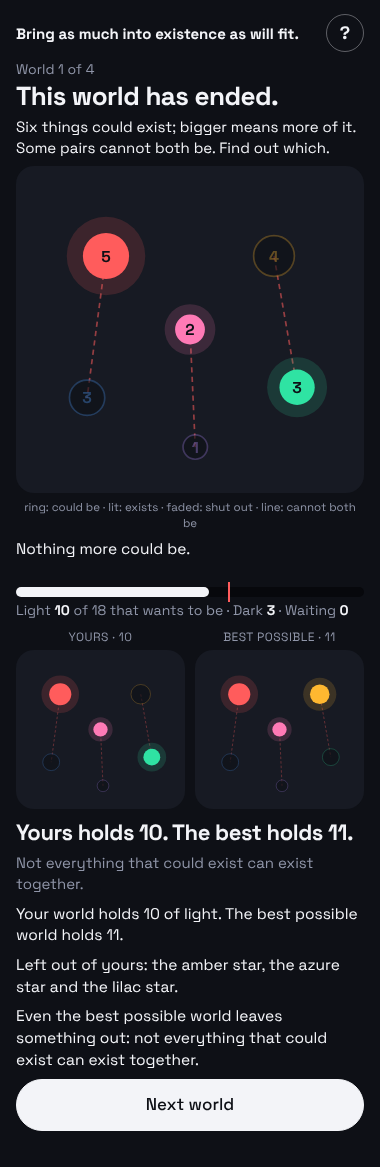 Bring as much into existence as will fit.
?
World 1 of 4
This world has ended.
Six things could exist; bigger means more of it.
Some pairs cannot both be. Find out which.
5
4
2
3
3
1
ring: could be · lit: exists · faded: shut out · line: cannot both
be
Nothing more could be.
Light 10 of 18 that wants to be · Dark 3 · Waiting 0
YOURS · 10
BEST POSSIBLE · 11
Yours holds 10. The best holds 11.
Not everything that could exist can exist
together.
Your world holds 10 of light. The best possible
world holds 11.
Left out of yours: the amber star, the azure
star and the lilac star.
Even the best possible world leaves
something out: not everything that could
exist can exist together.
Next world